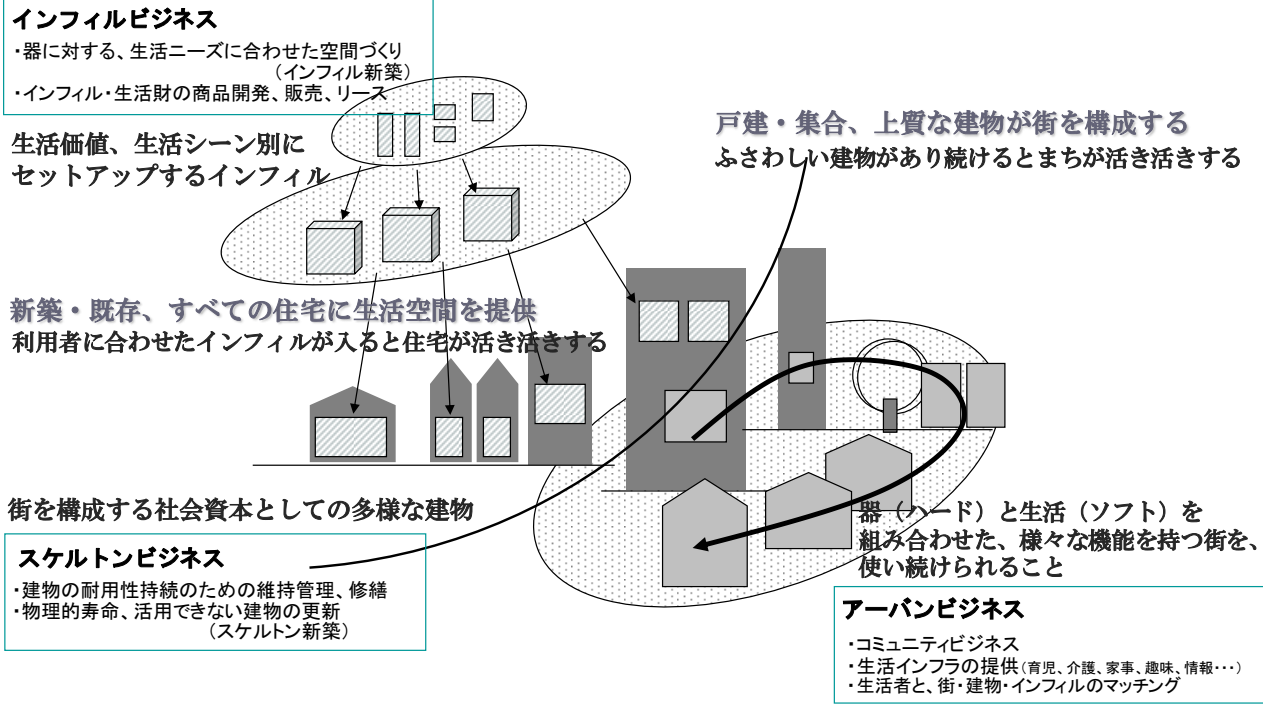 インフィルビジネス
・器に対する、生活ニーズに合わせた空間づくり
(インフィル新築)
・インフィル・生活財の商品開発、販売、リース
生活価値、生活シーン別に
セットアップするインフィル
戸建・集合、上質な建物が街を構成する
ふさわしい建物があり続けるとまちが活き活きする
新築・既存、すべての住宅に生活空間を提供
利用者に合わせたインフィルが入ると住宅が活き活きする
街を構成する社会資本としての多様な建物
スケルトンビジネス
・建物の耐用性持続のための維持管理、修繕
・物理的寿命、活用できない建物の更新
(スケルトン新築)
器(ハード)と生活(ソフト)を
組み合わせた、様々な機能を持つ街を、
使い続けられること
アーバンビジネス
・コミュニティビジネス
・生活インフラの提供(育児、介護、家事、趣味、情報・・・)
・生活者と、街・建物・インフィルのマッチング